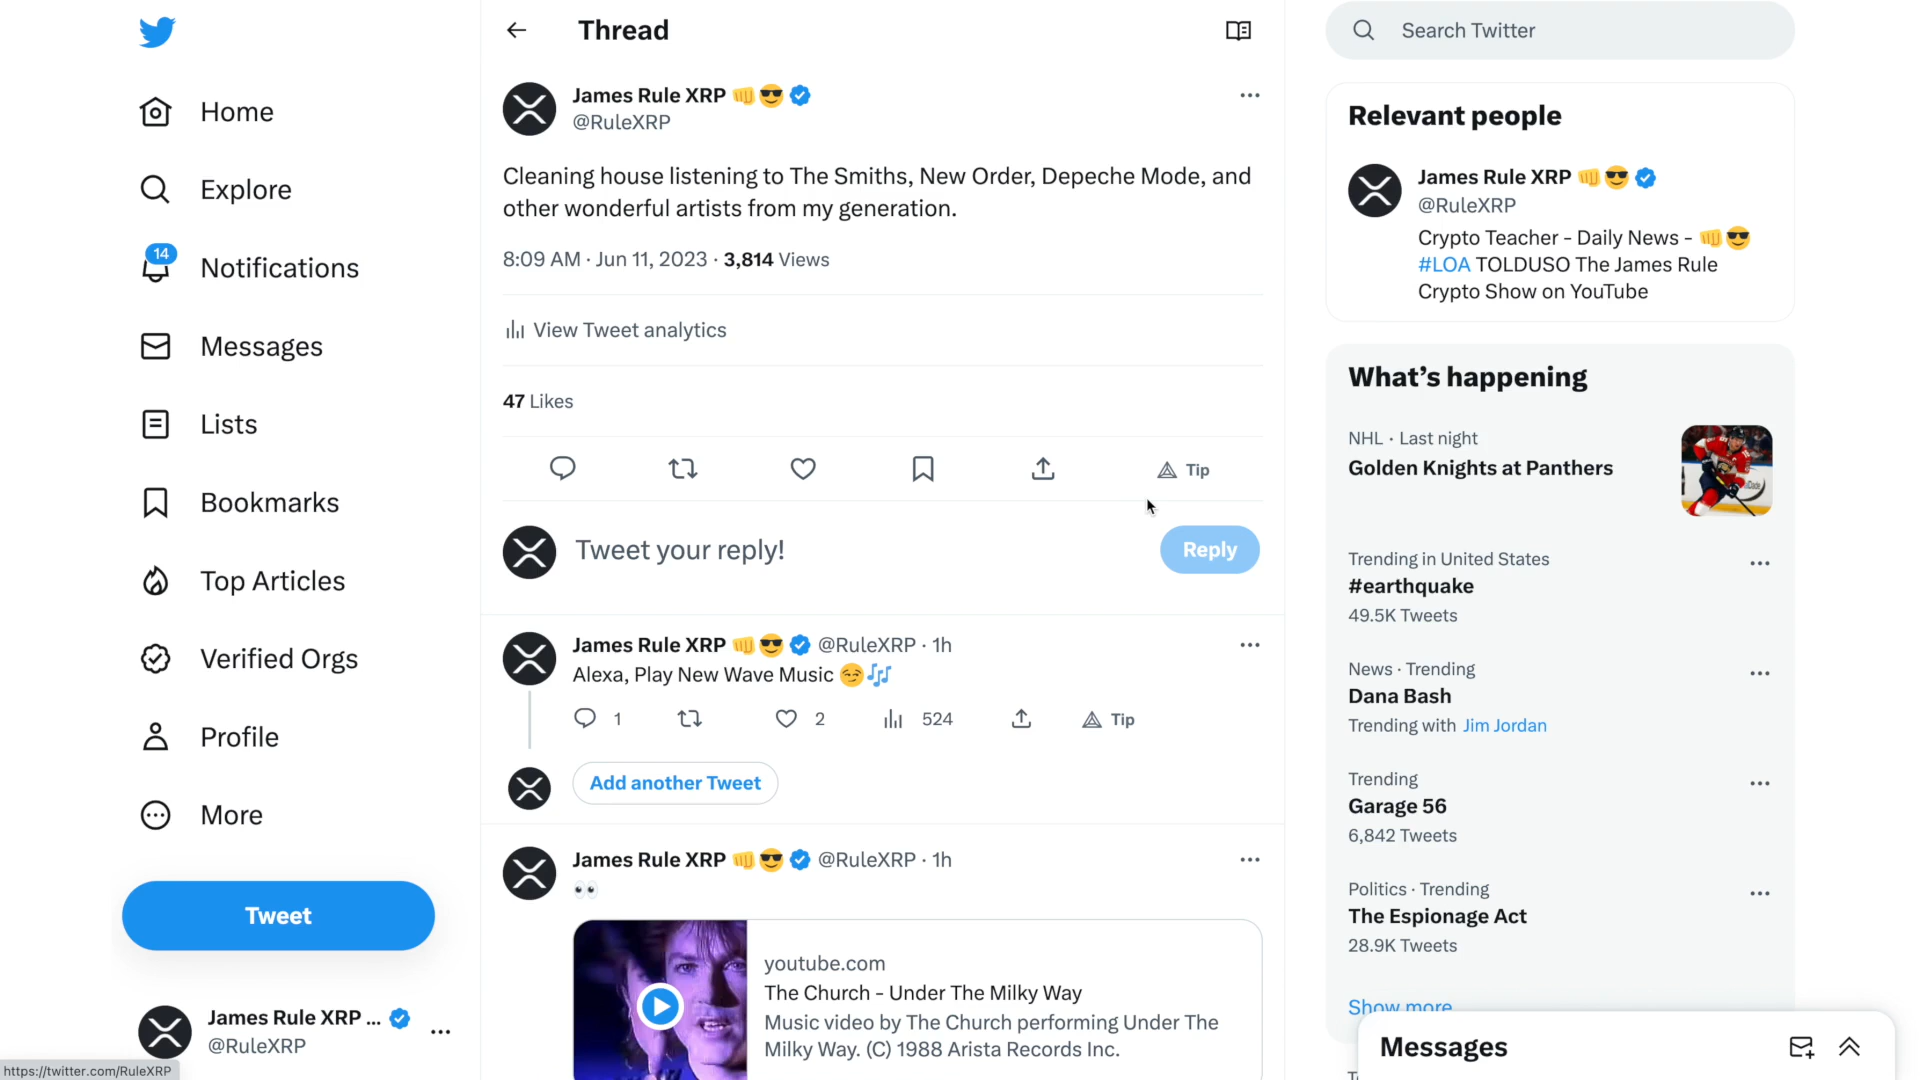 Home
Explore
14
Notifications
Messages
Lists
Bookmarks
Top Articles
Verified Orgs
Profile
More
Tweet
James Rule XRP ...
@RuleXRP
https://twitter.com/RuleXRP
Thread
James Rule XRP 👊😎
@RuleXRP
Cleaning house listening to The Smiths, New Order, Depeche Mode, and
other wonderful artists from my generation.
8:09 AM · Jun 11, 2023 · 3,814 Views
View Tweet analytics
47 Likes
Tip
Tweet your reply!
Reply
James Rule XRP 👊😎 @RuleXRP · 1h
Alexa, Play New Wave Music 😏🎶
1 2 524 Tip
Add another Tweet
James Rule XRP 👊😎 @RuleXRP · 1h
👀
youtube.com
The Church - Under The Milky Way
Music video by The Church performing Under The
Milky Way. (C) 1988 Arista Records Inc.
Search Twitter
Relevant people
James Rule XRP 👊😎
@RuleXRP
Crypto Teacher - Daily News - 👊😎
#LOA TOLDUSO The James Rule
Crypto Show on YouTube
What's happening
NHL · Last night
Golden Knights at Panthers
Trending in United States
#earthquake
49.5K Tweets
News · Trending
Dana Bash
Trending with Jim Jordan
Trending
Garage 56
6,842 Tweets
Politics · Trending
The Espionage Act
28.9K Tweets
Show more
Messages